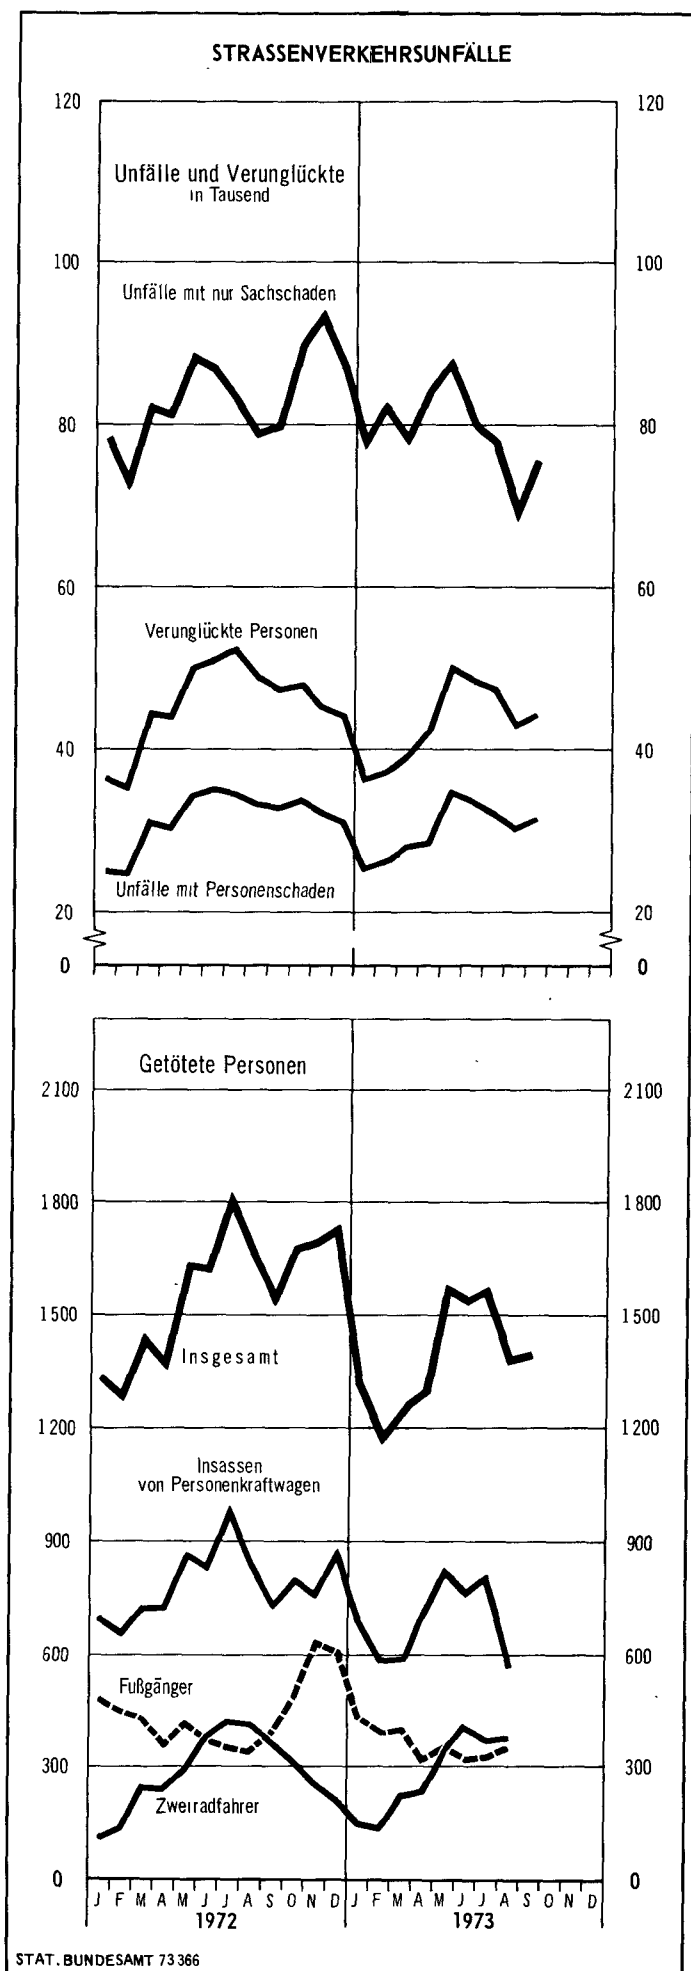 STRASSENVERKEHRSUNFÄLLE
120 120
Unfälle und Verunglückte
in Tausend
100 100
Unfälle mit nur Sachschaden
80 80
60 60
Verunglückte Personen
40 40
Unfälle mit Personenschaden
20 20
0 0
Getötete Personen
2100 2100
1800 1800
1500 1500
Insgesamt
1200 1200
Insassen
von Personenkraftwagen
900 900
600 600
Fußgänger
300 300
Zweiradfahrer
0 0
J F M A M J J A S O N D J F M A M J J A S O N D
1972 1973
STAT. BUNDESAMT 73 366